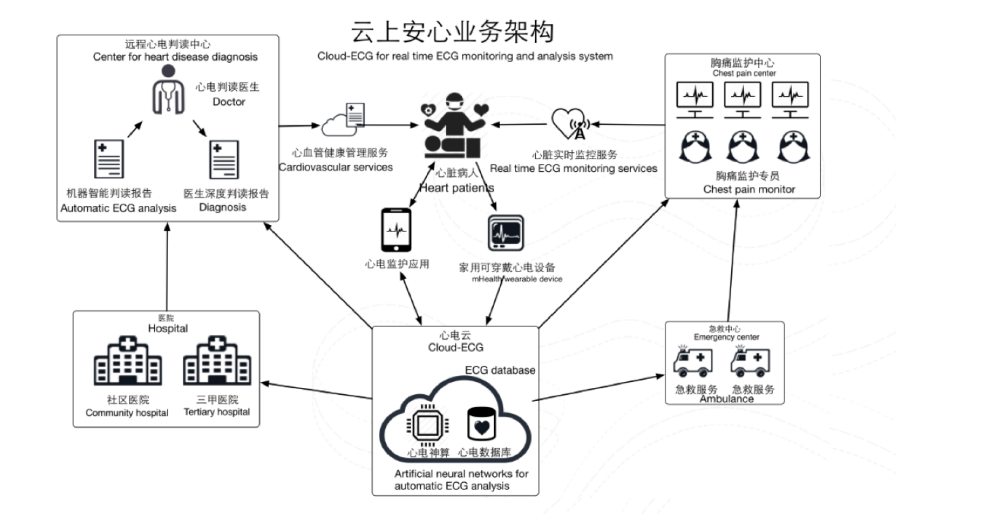 云上安心业务架构
Cloud-ECG for real time ECG monitoring and analysis system
远程心电判读中心
Center for heart disease diagnosis
心电判读医生
Doctor
机器智能判读报告
Automatic ECG analysis
医生深度判读报告
Diagnosis
心血管健康管理服务
Cardiovascular services
心脏病人
Heart patients
心脏实时监控服务
Real time ECG monitoring services
胸痛监护中心
Chest pain center
胸痛监护专员
Chest pain monitor
心电监护应用
家用可穿戴心电设备
mHealth wearable device
医院
Hospital
社区医院
Community hospital
三甲医院
Tertiary hospital
心电云
Cloud-ECG
ECG database
心电神算
心电数据库
Artificial neural networks for
automatic ECG analysis
急救中心
Emergency center
急救服务
急救服务
Ambulance